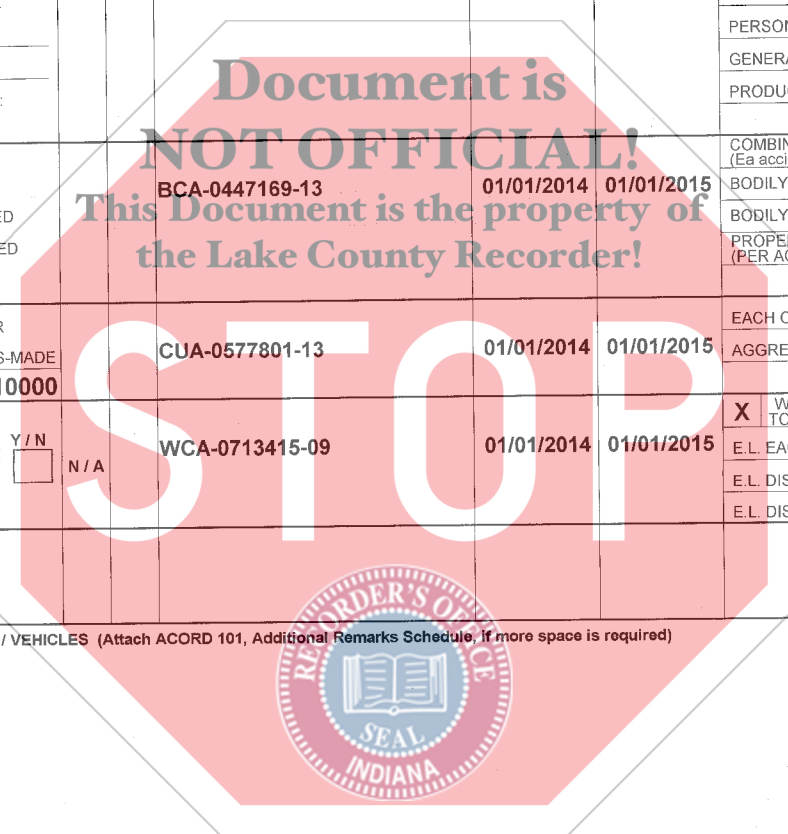 PERSON
GENERA
PRODUC
Document is
NOT OFFICIAL!
This Document is the property of
the Lake County Recorder!
COMBIN
(Ea acci
BCA-0447169-13 01/01/2014 01/01/2015 BODILY
ED BODILY
ED PROPE
(PER AC
STOP
R EACH O
S-MADE CUA-0577801-13 01/01/2014 01/01/2015 AGGRE
10000
X W
TO
Y / N WCA-0713415-09 01/01/2014 01/01/2015 E.L. EA
N / A
E.L. DIS
E.L. DIS
/ VEHICLES (Attach ACORD 101, Additional Remarks Schedule, if more space is required)
RECORDER'S OFFICE
SEAL
INDIANA